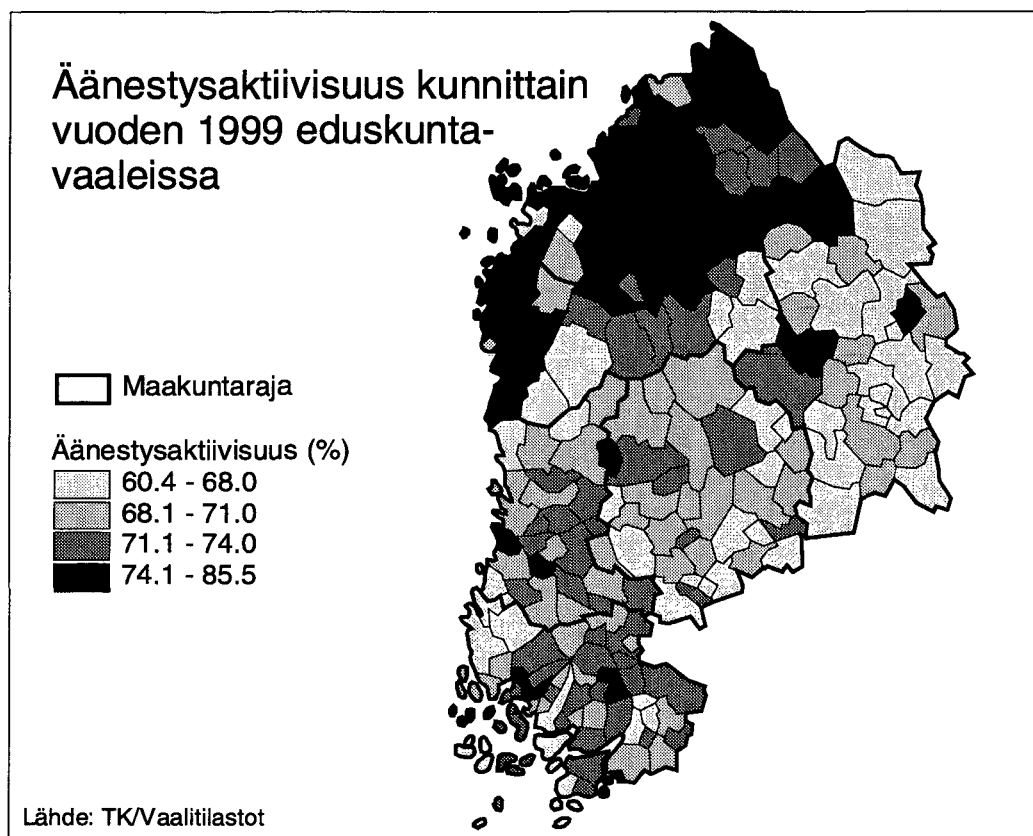 Äänestysaktiivisuus kunnittain
vuoden 1999 eduskunta-
vaaleissa
Maakuntaraja
Äänestysaktiivisuus (%)
60.4 - 68.0
68.1 - 71.0
71.1 - 74.0
74.1 - 85.5
Lähde: TK/Vaalitilastot